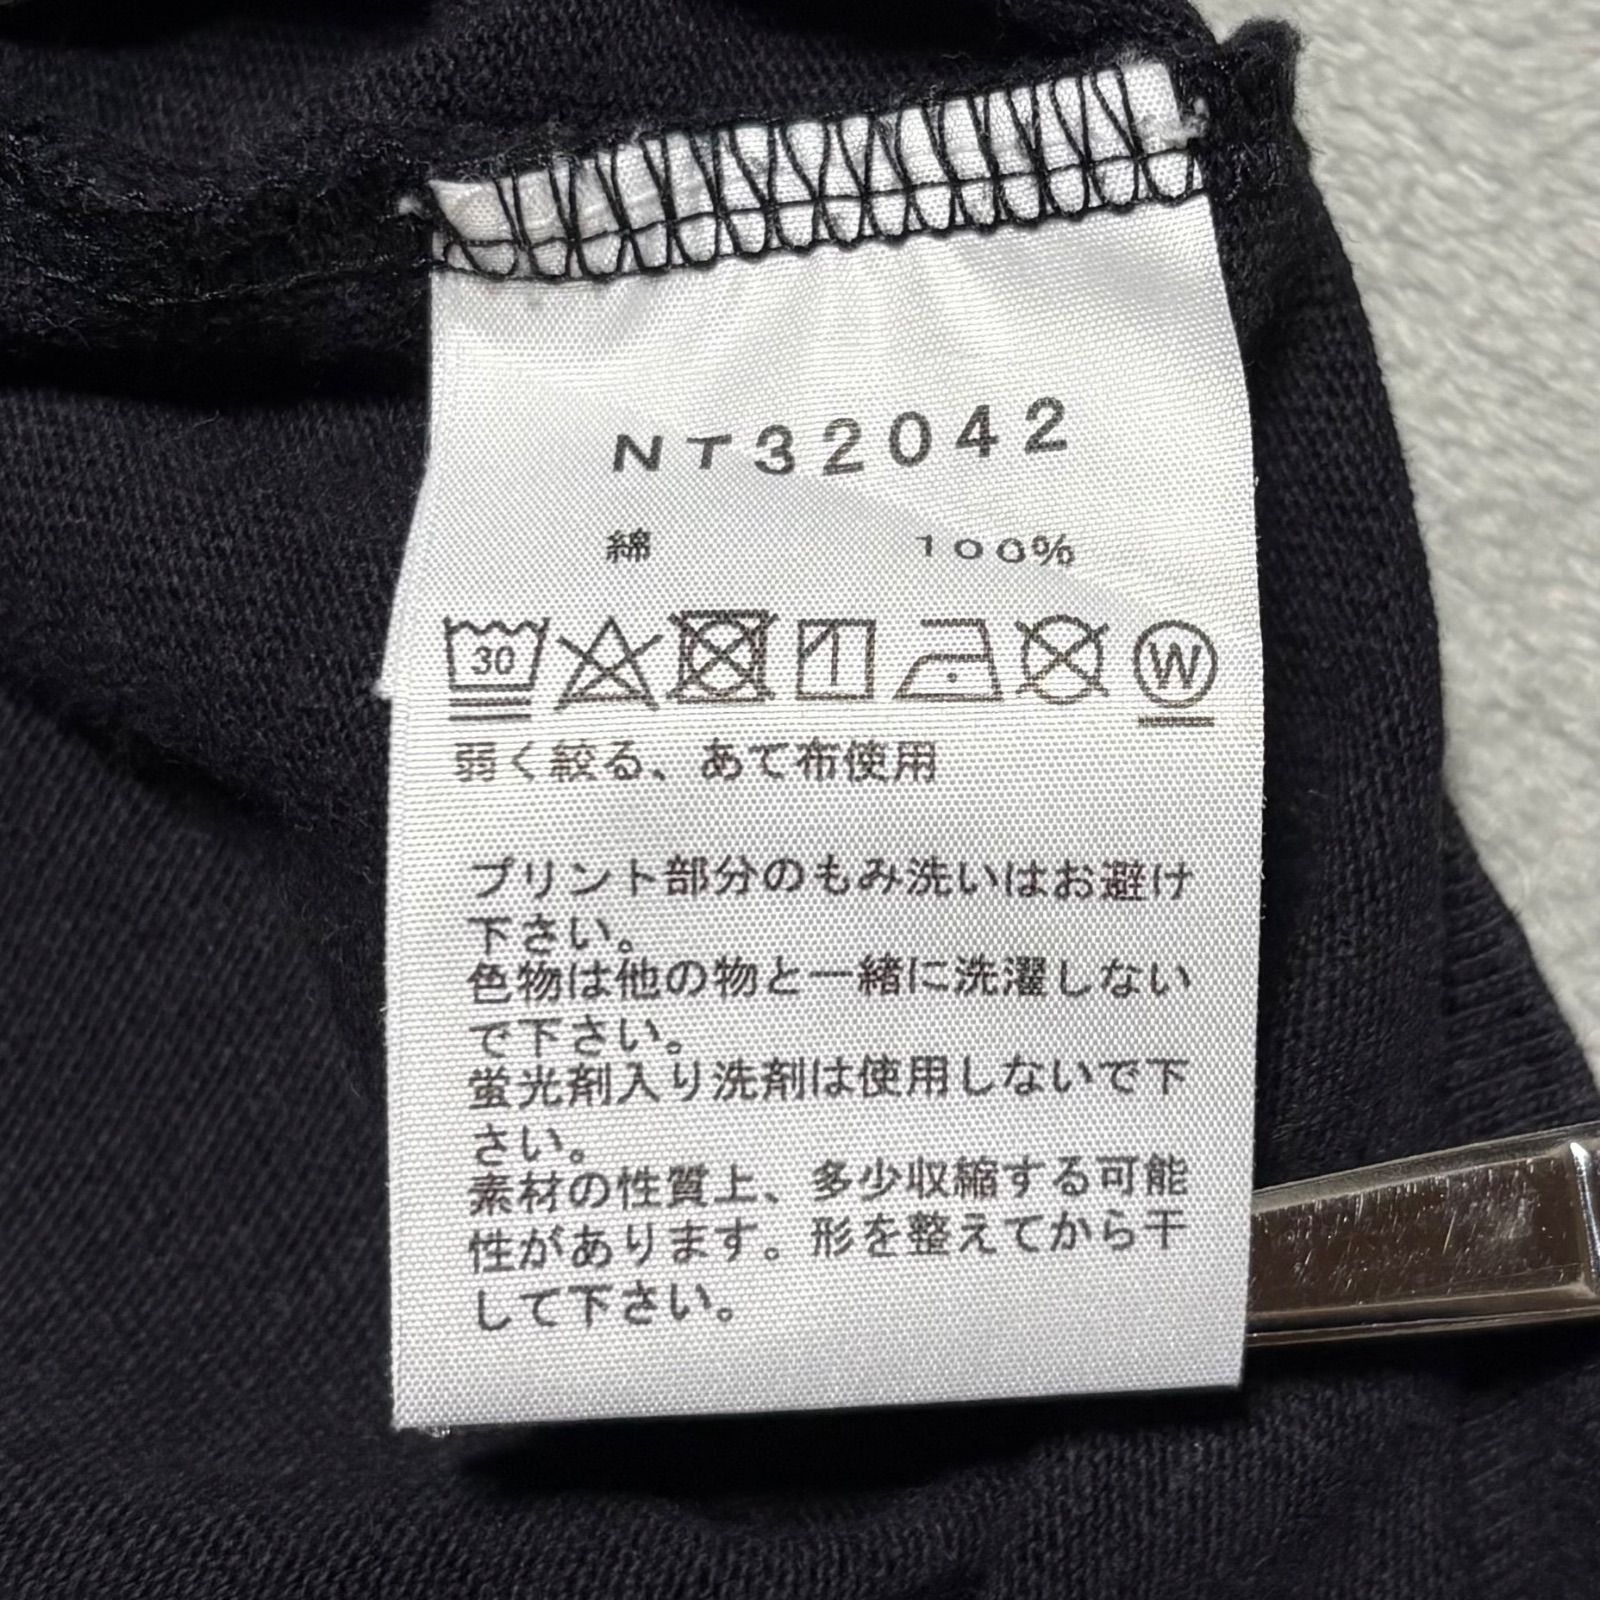 NT32042
綿 100%
30 W
弱く絞る、あて布使用
プリント部分のもみ洗いはお避け
下さい。
色物は他の物と一緒に洗濯しない
で下さい。
蛍光剤入り洗剤は使用しないで下
さい。
素材の性質上、多少収縮する可能
性があります。形を整えてから干
して下さい。